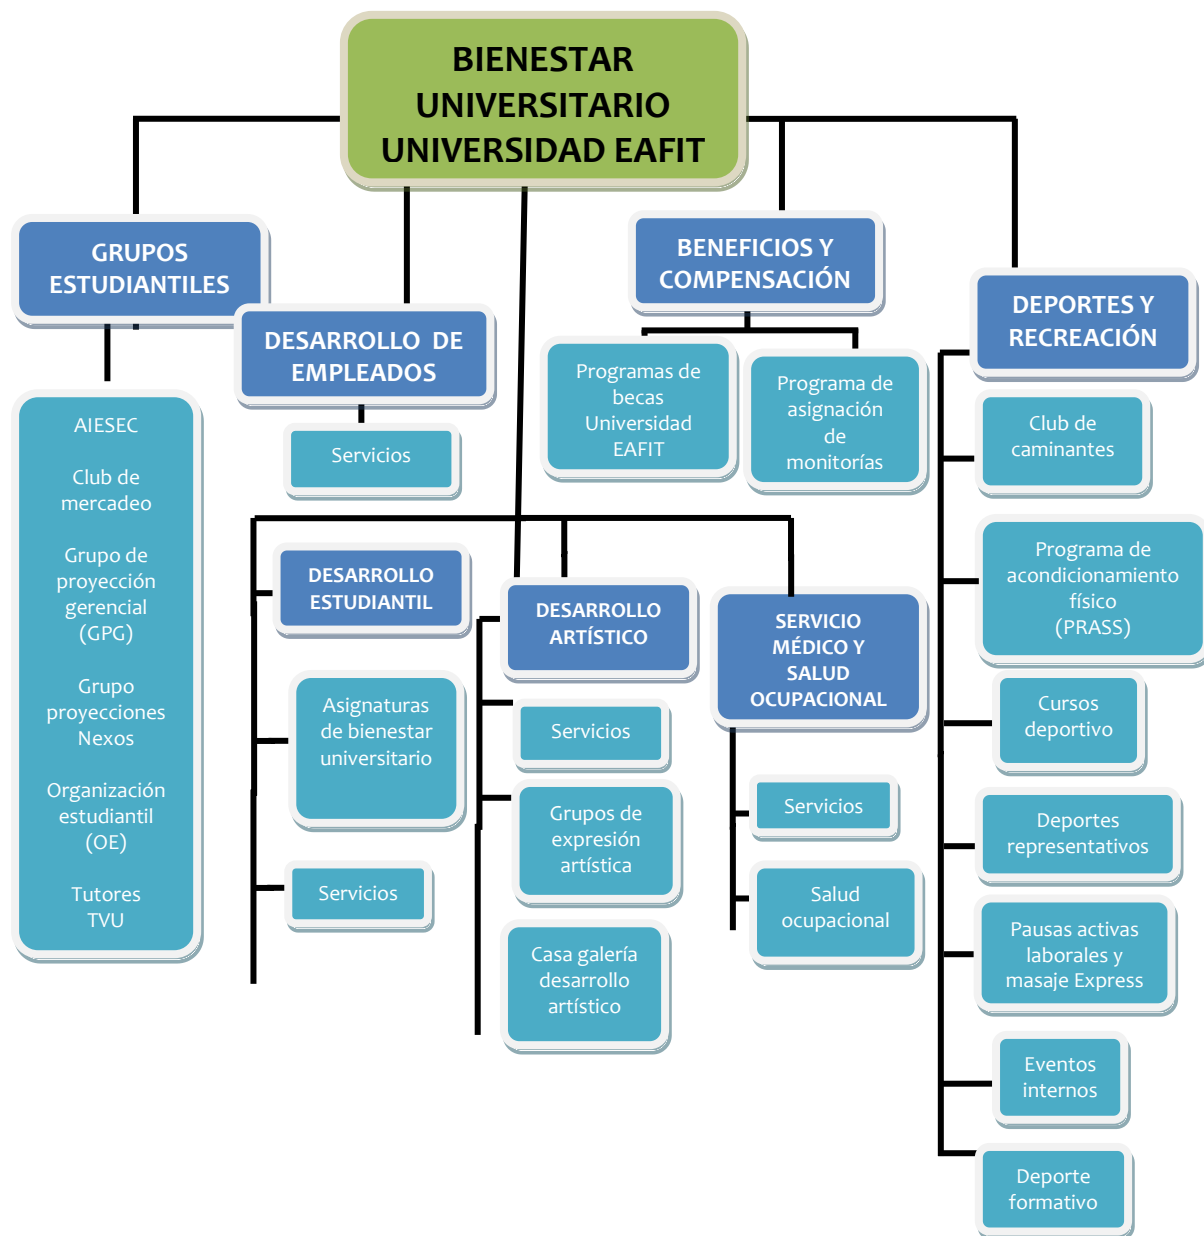 BIENESTAR
UNIVERSITARIO
UNIVERSIDAD EAFIT
GRUPOS
ESTUDIANTILES
AIESEC
Club de
mercadeo
Grupo de
proyección
gerencial
(GPG)
Grupo
proyecciones
Nexos
Organización
estudiantil
(OE)
Tutores
TVU
DESARROLLO  DE
EMPLEADOS
Servicios
BENEFICIOS Y
COMPENSACIÓN
Programas de
becas
Universidad
EAFIT
Programa de
asignación
de
monitorías
DESARROLLO
ESTUDIANTIL
Asignaturas
de bienestar
universitario
Servicios
DESARROLLO
ARTÍSTICO
Servicios
Grupos de
expresión
artística
Casa galería
desarrollo
artístico
SERVICIO
MÉDICO Y
SALUD
OCUPACIONAL
Servicios
Salud
ocupacional
DEPORTES Y
RECREACIÓN
Club de
caminantes
Programa de
acondicionamiento
físico
(PRASS)
Cursos
deportivo
Deportes
representativos
Pausas activas
laborales y
masaje Express
Eventos
internos
Deporte
formativo